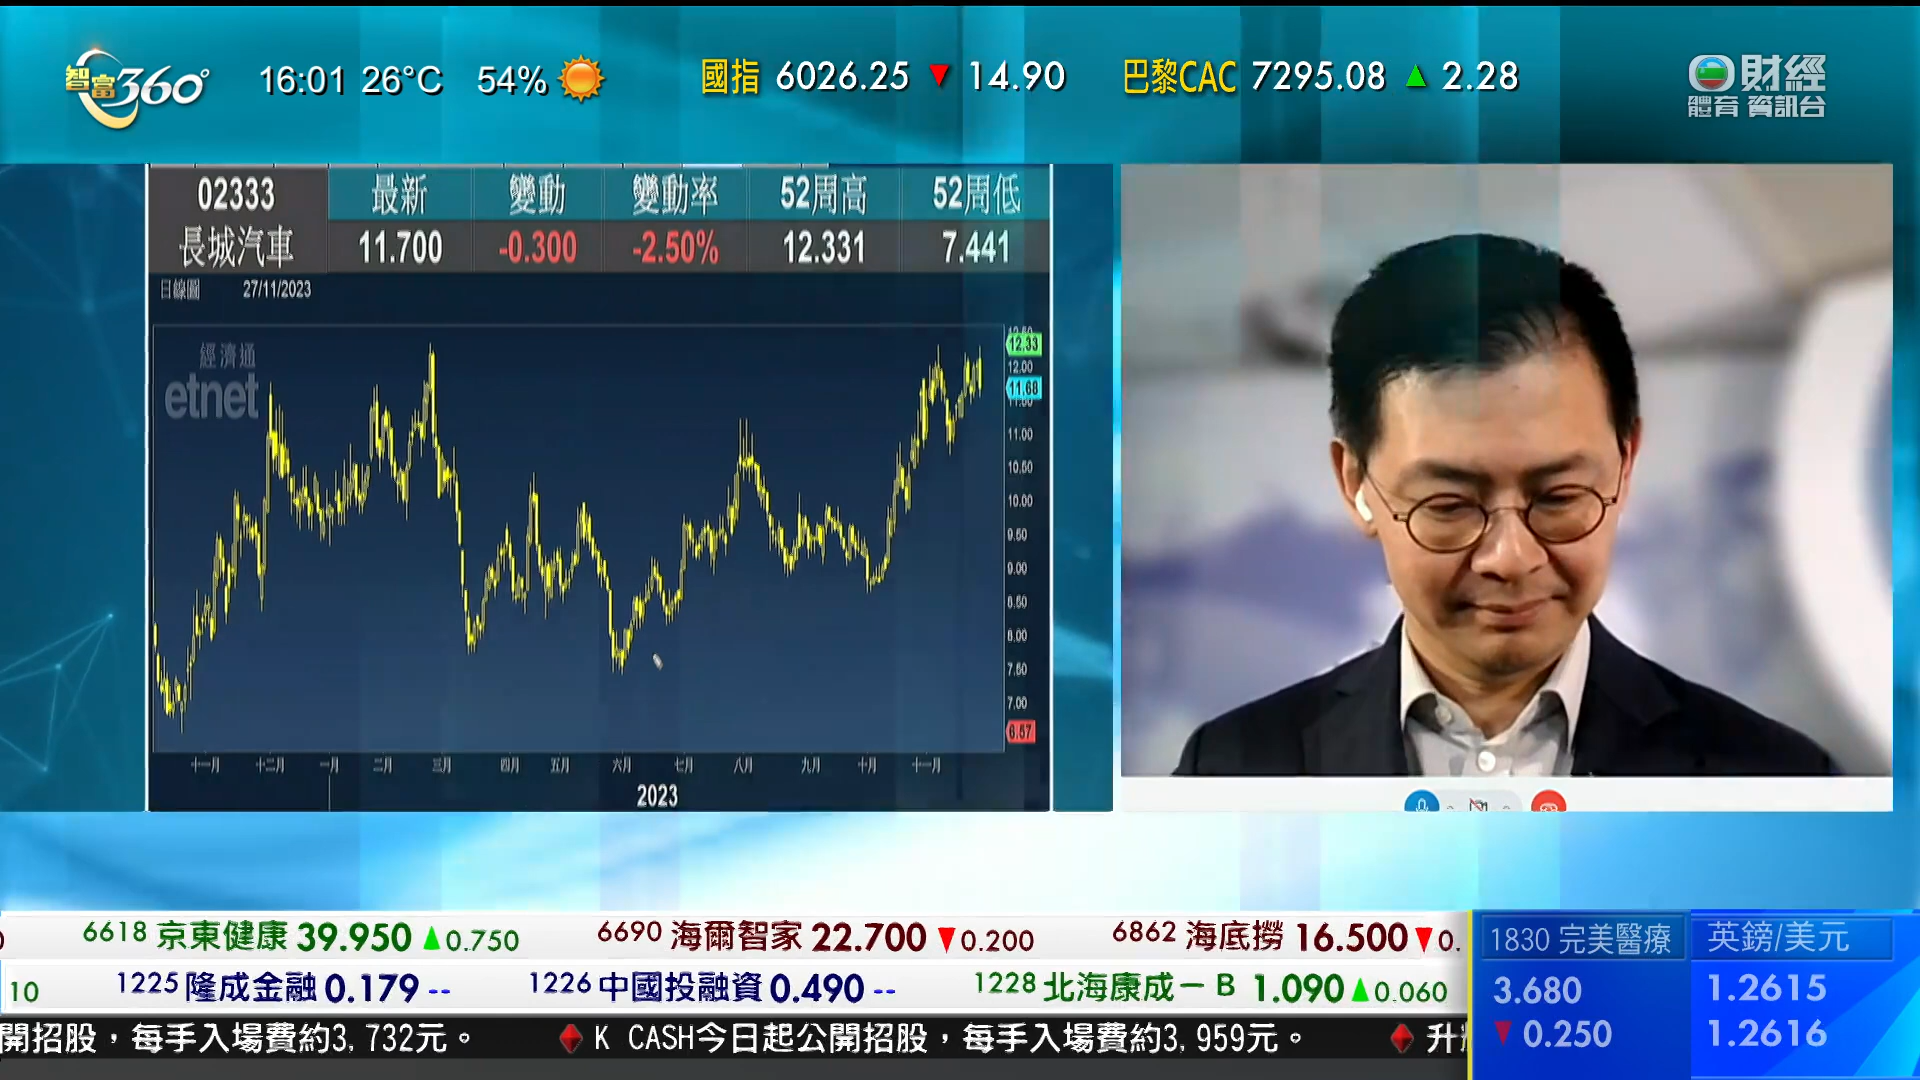 智富360°
16:01 26°C 54%
國指 6026.25 ▼ 14.90
巴黎CAC 7295.08 ▲ 2.28
財經
體育 資訊台
02333 最新 變動 變動率 52周高 52周低
長城汽車 11.700 -0.300 -2.50% 12.331 7.441
日線圖 27/11/2023
經濟通
etnet
12.50
12.33
12.00
11.68
11.00
10.50
10.00
9.50
9.00
8.50
8.00
7.50
7.00
6.57
十一月 十二月 一月 二月 三月 四月 五月 六月 七月 八月 九月 十月 十一月
2023
6618 京東健康 39.950 ▲ 0.750 6690 海爾智家 22.700 ▼ 0.200 6862 海底撈 16.500 ▼ 0.
10 1225 隆成金融 0.179 -- 1226 中國投融資 0.490 -- 1228 北海康成－B 1.090 ▲ 0.060
開招股，每手入場費約3,732元。 ◆ K CASH今日起公開招股，每手入場費約3,959元。 ◆ 升
1830 完美醫療
3.680
▼ 0.250
英鎊/美元
1.2615
1.2616